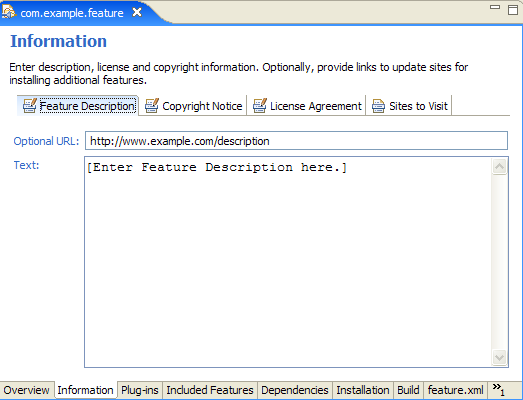 com.example.feature
Information
Enter description, license and copyright information. Optionally, provide links to update sites for
installing additional features.
Feature Description Copyright Notice License Agreement Sites to Visit
Optional URL: http://www.example.com/description
Text: [Enter Feature Description here.]
Overview Information Plug-ins Included Features Dependencies Installation Build feature.xml »1